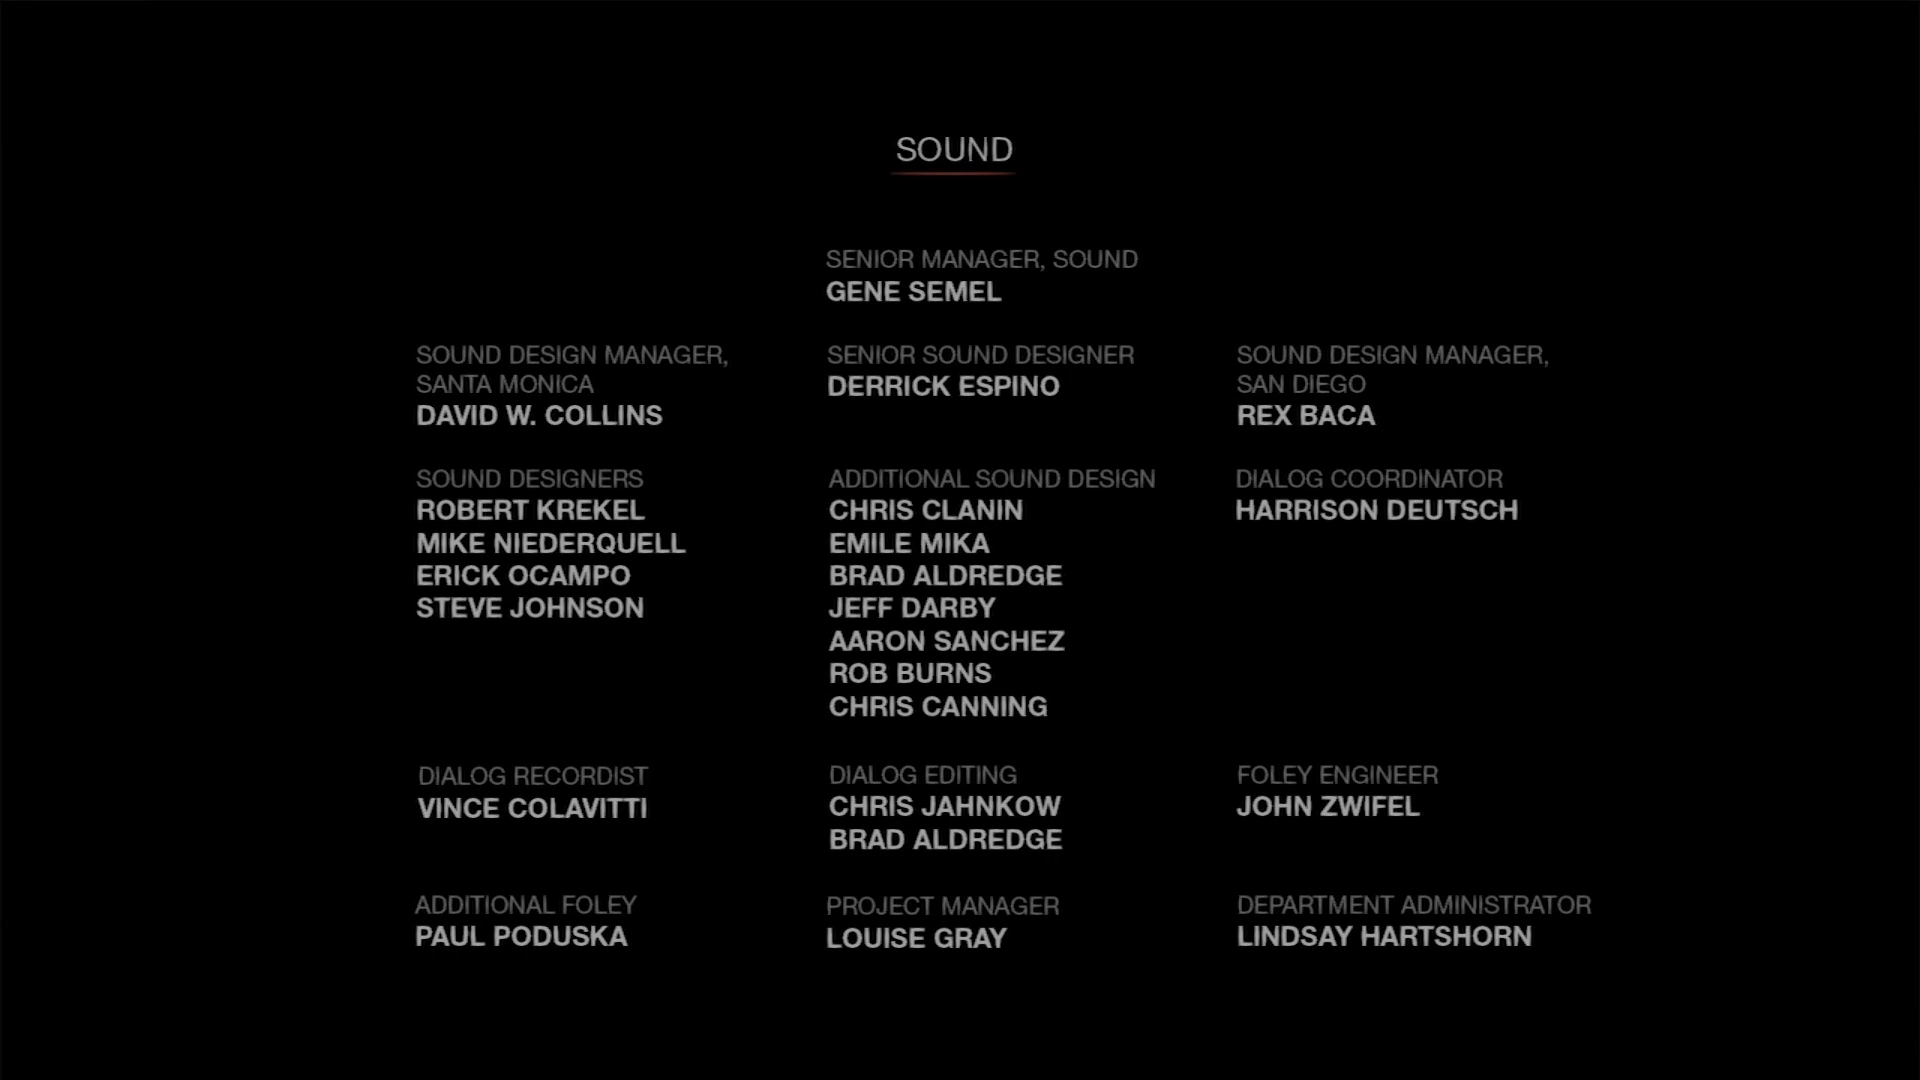 SOUND
SENIOR MANAGER, SOUND
GENE SEMEL
SOUND DESIGN MANAGER,
SANTA MONICA
DAVID W. COLLINS
SENIOR SOUND DESIGNER
DERRICK ESPINO
SOUND DESIGN MANAGER,
SAN DIEGO
REX BACA
SOUND DESIGNERS
ROBERT KREKEL
MIKE NIEDERQUELL
ERICK OCAMPO
STEVE JOHNSON
ADDITIONAL SOUND DESIGN
CHRIS CLANIN
EMILE MIKA
BRAD ALDREDGE
JEFF DARBY
AARON SANCHEZ
ROB BURNS
CHRIS CANNING
DIALOG COORDINATOR
HARRISON DEUTSCH
DIALOG RECORDIST
VINCE COLAVITTI
DIALOG EDITING
CHRIS JAHNKOW
BRAD ALDREDGE
FOLEY ENGINEER
JOHN ZWIFEL
ADDITIONAL FOLEY
PAUL PODUSKA
PROJECT MANAGER
LOUISE GRAY
DEPARTMENT ADMINISTRATOR
LINDSAY HARTSHORN